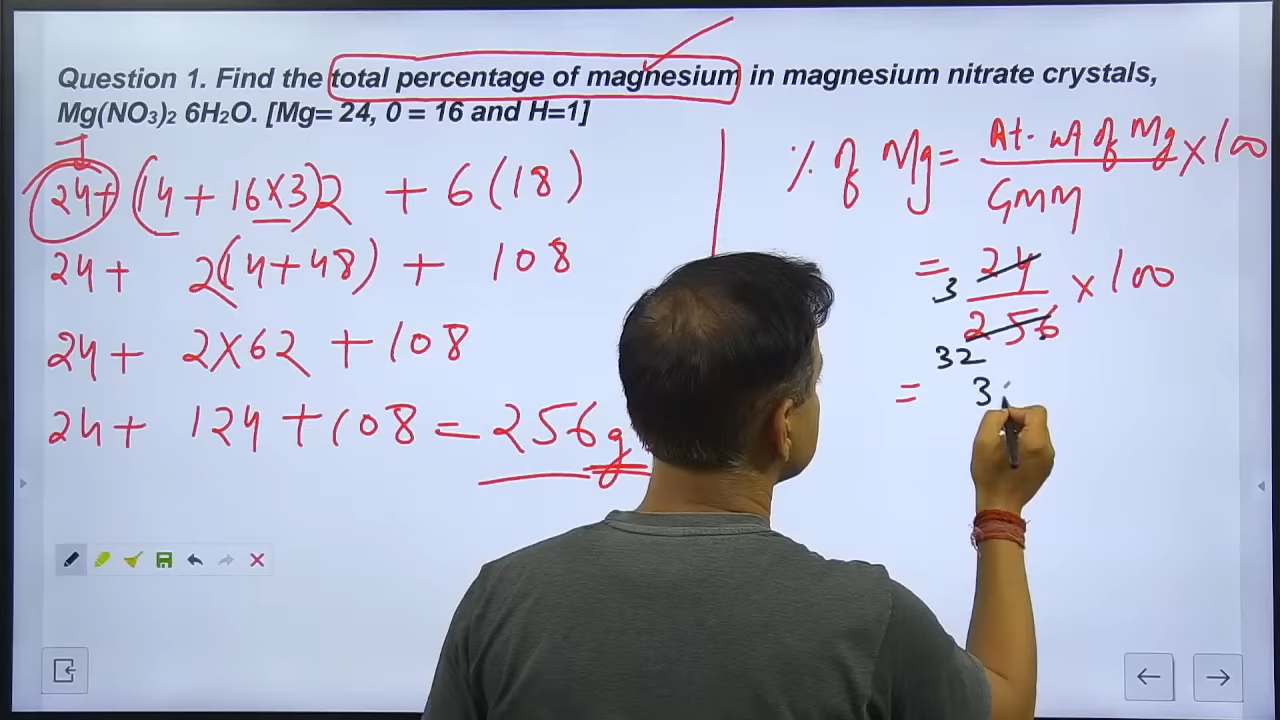 Question 1. Find the total percentage of magnesium in magnesium nitrate crystals,
Mg(NO₃)₂ 6H₂O. [Mg= 24, 0 = 16 and H=1]
24+ (14 + 16×3)2 + 6(18)
24+ 2(14+48) + 108
24+ 2×62 +108
24+ 124 +108 = 256g
% of Mg= At. wt of Mg ×100
GMM
= 3 24 × 100
256
32
= 3